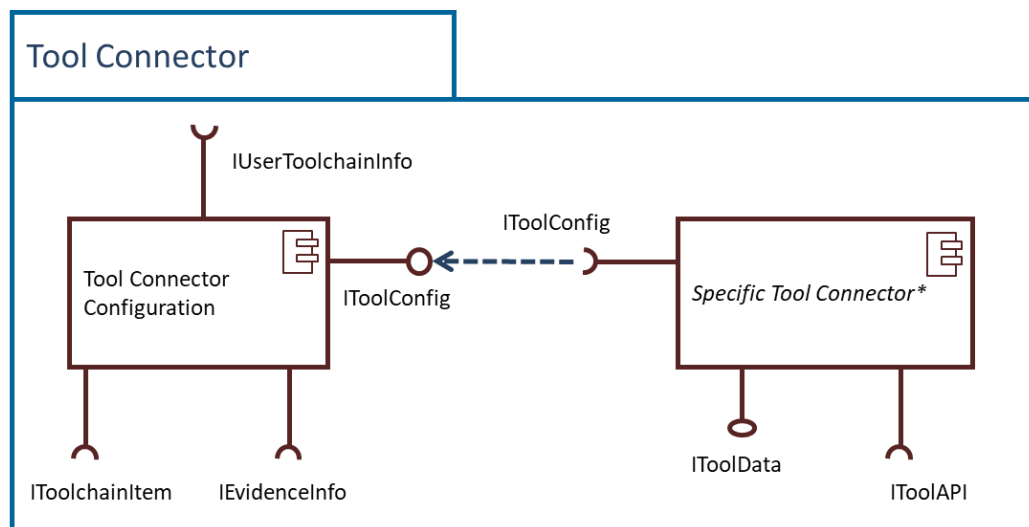 Tool Connector
IUserToolchainInfo
IToolConfig
Tool Connector
Configuration
Specific Tool Connector*
IToolConfig
IToolData
IToolchainItem
IEvidenceInfo
IToolAPI